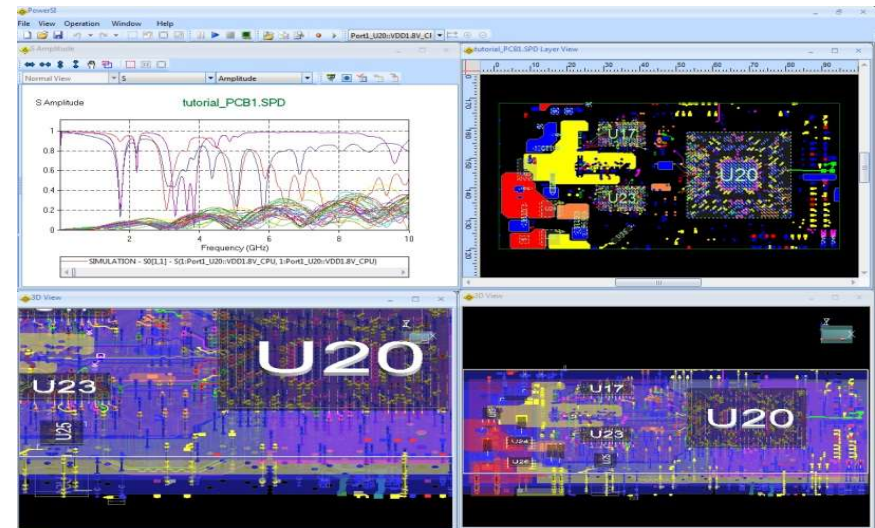 PowerSI
File View Operation Window Help
Port1_U20::VDD1.8V_CI
S Amplitude
Normal View S Amplitude
S Amplitude tutorial_PCB1.SPD
1
0.8
0.6
0.4
0.2
0
2 4 6 8 10
Frequency (GHz)
SIMULATION - S0[1,1] - S(1:Port1_U20::VDD1.8V_CPU, 1:Port1_U20::VDD1.8V_CPU)
tutorial_PCB1.SPD Layer View
0 10 20 30 40 50 60 70 80 90
U17
U20
U23
3D View
U20
U23
U25
3D View
U17
U20
U23